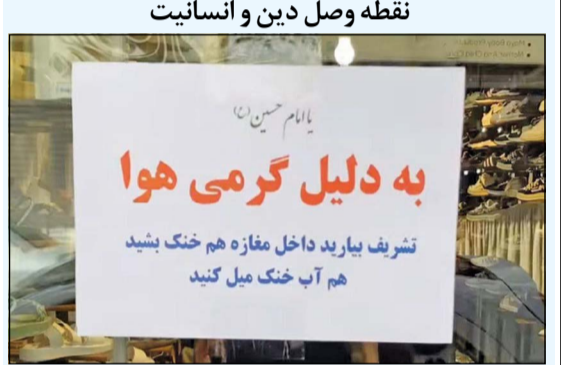 نقطه وصل دین و انسانیت
یا امام حسین (ع)
به دلیل گرمی هوا
تشریف بیارید داخل مغازه هم خنک بشید
هم آب خنک میل کنید